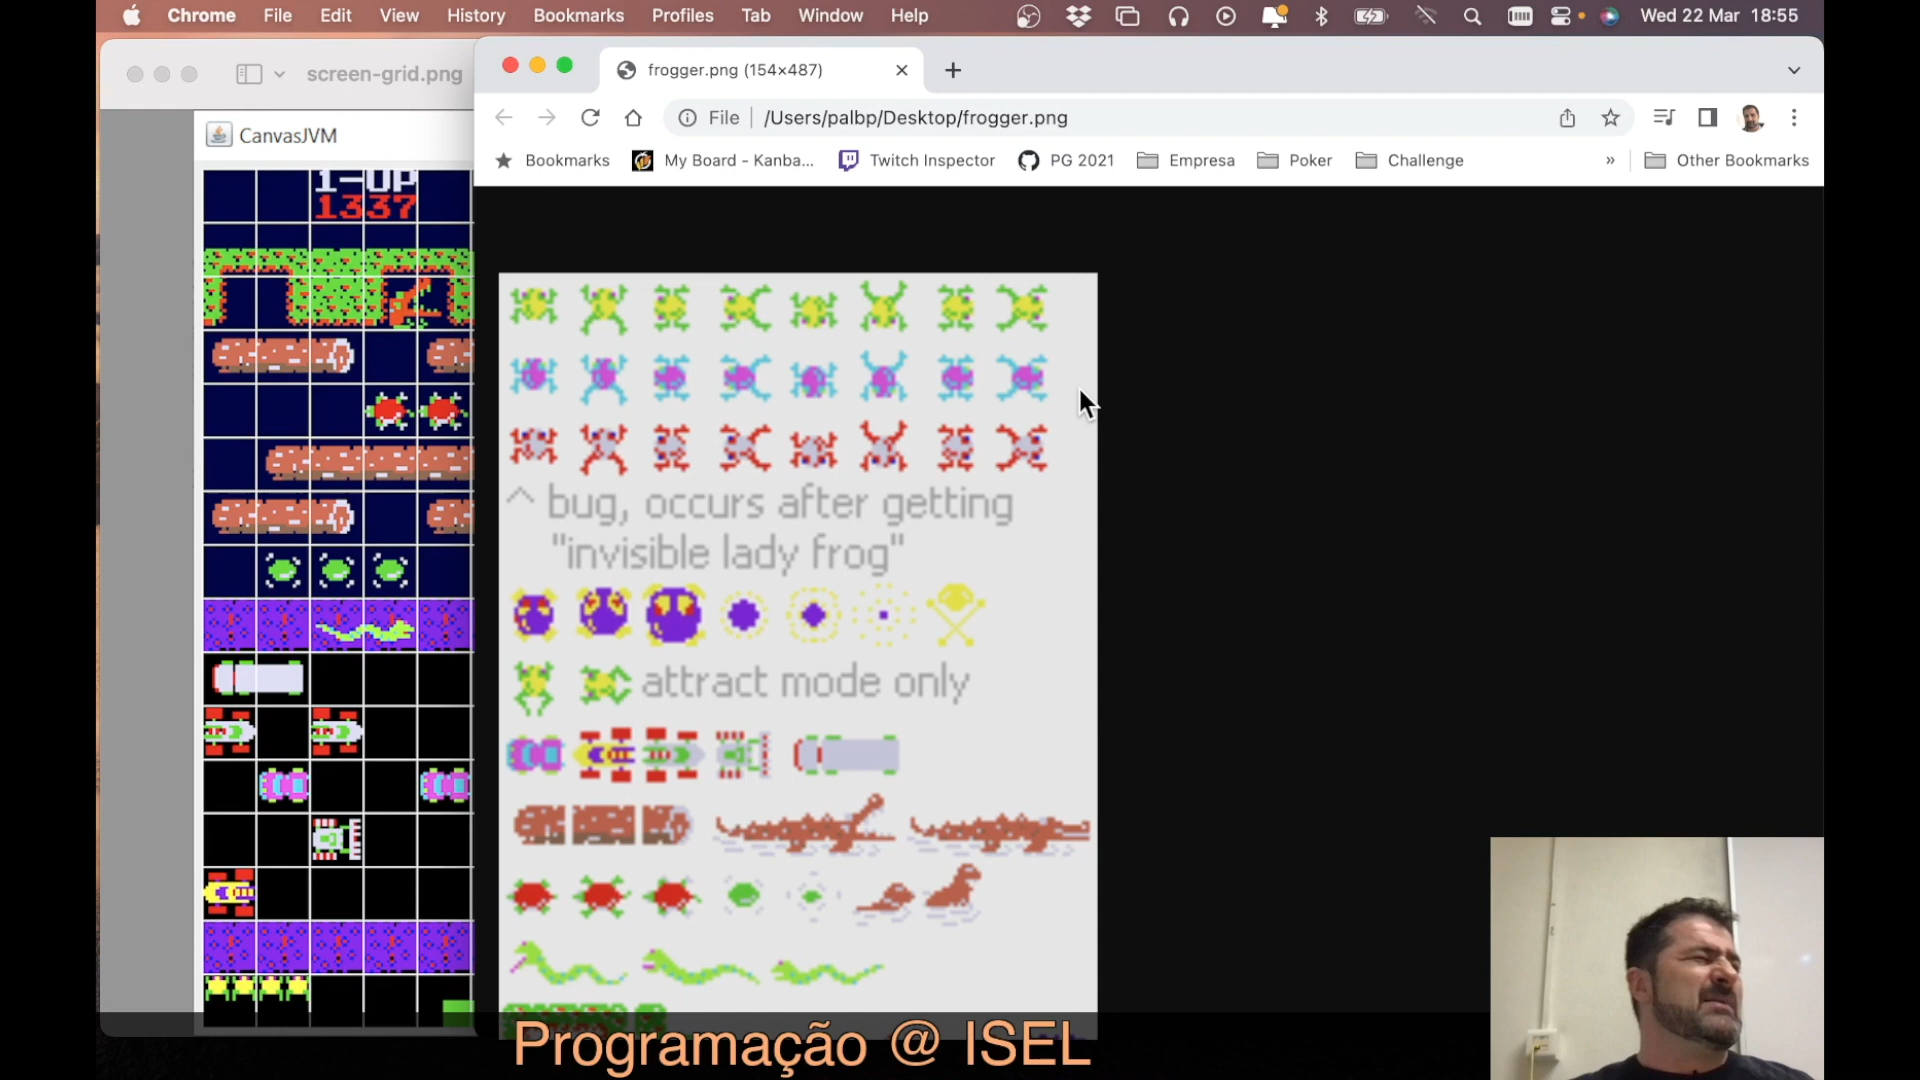 Chrome File Edit View History Bookmarks Profiles Tab Window Help Wed 22 Mar 18:55
screen-grid.png
frogger.png (154×487)
File /Users/palbp/Desktop/frogger.png
Bookmarks My Board - Kanba... Twitch Inspector PG 2021 Empresa Poker Challenge » Other Bookmarks
CanvasJVM
1-UP
1337
^ bug, occurs after getting
"invisible lady frog"
attract mode only
Programação @ ISEL